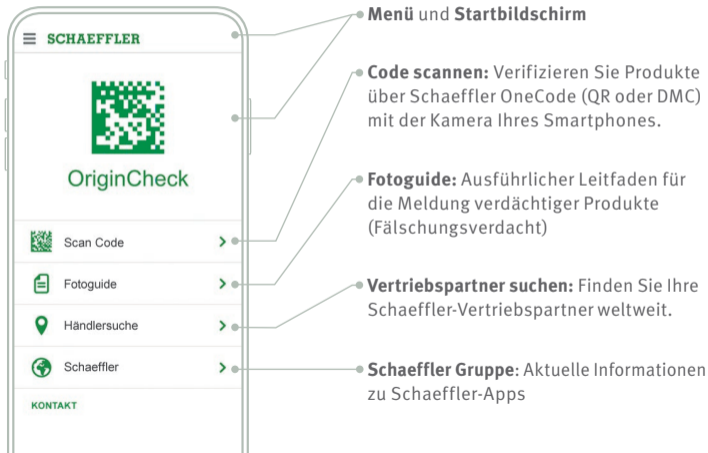 SCHAEFFLER
OriginCheck
Scan Code
Fotoguide
Händlersuche
Schaeffler
KONTAKT
Menü und Startbildschirm
Code scannen: Verifizieren Sie Produkte
über Schaeffler OneCode (QR oder DMC)
mit der Kamera Ihres Smartphones.
Fotoguide: Ausführlicher Leitfaden für
die Meldung verdächtiger Produkte
(Fälschungsverdacht)
Vertriebspartner suchen: Finden Sie Ihre
Schaeffler-Vertriebspartner weltweit.
Schaeffler Gruppe: Aktuelle Informationen
zu Schaeffler-Apps